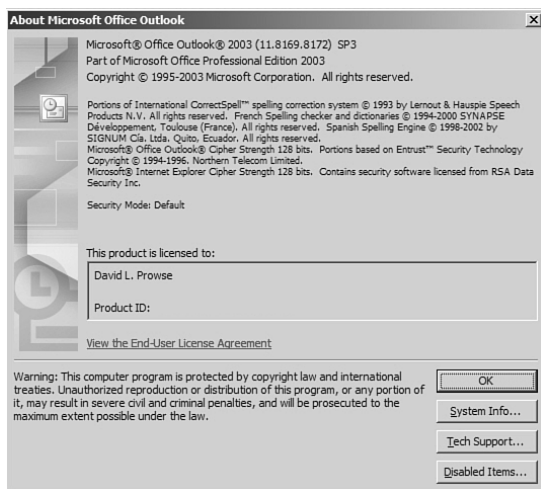 About Microsoft Office Outlook
Microsoft® Office Outlook® 2003 (11.8169.8172) SP3
Part of Microsoft Office Professional Edition 2003
Copyright © 1995-2003 Microsoft Corporation. All rights reserved.
Portions of International CorrectSpell™ spelling correction system © 1993 by Lernout & Hauspie Speech
Products N.V. All rights reserved. French Spelling checker and dictionaries © 1994-2000 SYNAPSE
Développement, Toulouse (France). All rights reserved. Spanish Spelling Engine © 1998-2002 by
SIGNUM Cía. Ltda. Quito, Ecuador. All rights reserved.
Microsoft® Office Outlook® Cipher Strength 128 bits. Portions based on Entrust™ Security Technology
Copyright © 1994-1996. Northern Telecom Limited.
Microsoft® Internet Explorer Cipher Strength 128 bits. Contains security software licensed from RSA Data
Security Inc.
Security Mode: Default
This product is licensed to:
David L. Prowse
Product ID:
View the End-User License Agreement
Warning: This computer program is protected by copyright law and international
treaties. Unauthorized reproduction or distribution of this program, or any portion of
it, may result in severe civil and criminal penalties, and will be prosecuted to the
maximum extent possible under the law.
OK
System Info...
Tech Support...
Disabled Items...